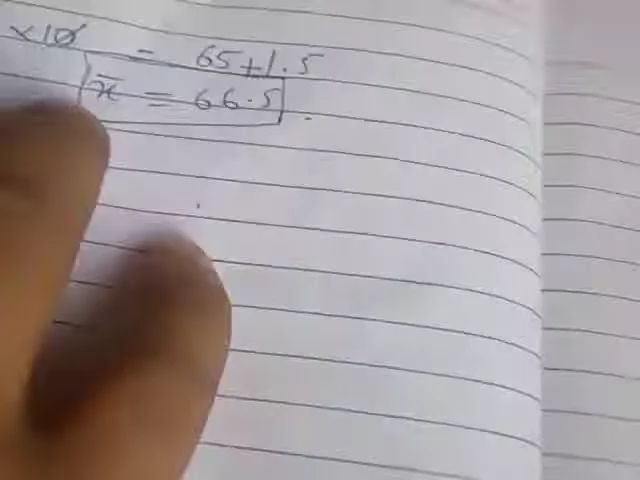 ×10 = 65+1.5
x̄ = 66.5